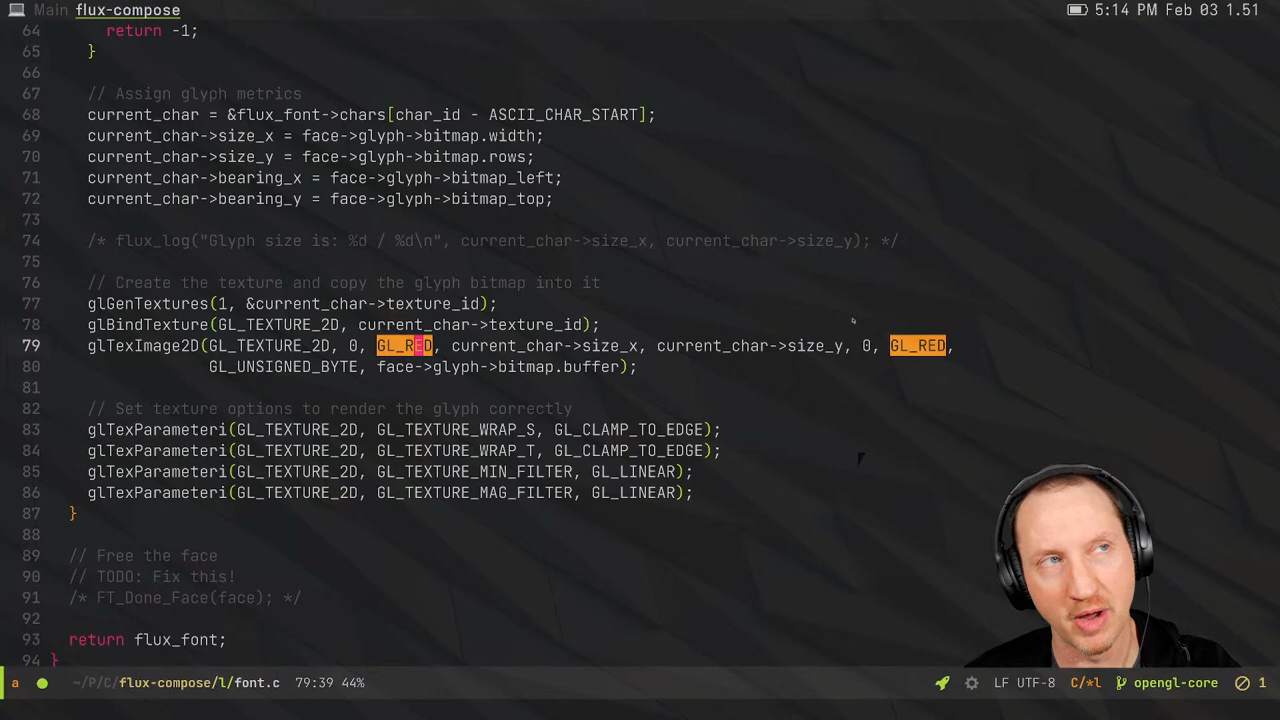 Main flux-compose 5:14 PM Feb 03 1.51
64 return -1;
65 }
66
67 // Assign glyph metrics
68 current_char = &flux_font->chars[char_id - ASCII_CHAR_START];
69 current_char->size_x = face->glyph->bitmap.width;
70 current_char->size_y = face->glyph->bitmap.rows;
71 current_char->bearing_x = face->glyph->bitmap_left;
72 current_char->bearing_y = face->glyph->bitmap_top;
73
74 /* flux_log("Glyph size is: %d / %d\n", current_char->size_x, current_char->size_y); */
75
76 // Create the texture and copy the glyph bitmap into it
77 glGenTextures(1, &current_char->texture_id);
78 glBindTexture(GL_TEXTURE_2D, current_char->texture_id);
79 glTexImage2D(GL_TEXTURE_2D, 0, GL_RED, current_char->size_x, current_char->size_y, 0, GL_RED,
80 GL_UNSIGNED_BYTE, face->glyph->bitmap.buffer);
81
82 // Set texture options to render the glyph correctly
83 glTexParameteri(GL_TEXTURE_2D, GL_TEXTURE_WRAP_S, GL_CLAMP_TO_EDGE);
84 glTexParameteri(GL_TEXTURE_2D, GL_TEXTURE_WRAP_T, GL_CLAMP_TO_EDGE);
85 glTexParameteri(GL_TEXTURE_2D, GL_TEXTURE_MIN_FILTER, GL_LINEAR);
86 glTexParameteri(GL_TEXTURE_2D, GL_TEXTURE_MAG_FILTER, GL_LINEAR);
87 }
88
89 // Free the face
90 // TODO: Fix this!
91 /* FT_Done_Face(face); */
92
93 return flux_font;
94 }
a ~/P/C/flux-compose/l/font.c 79:39 44% LF UTF-8 C/*l opengl-core 1